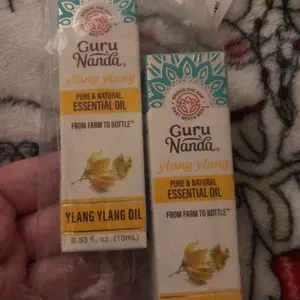 Guru
Nanda®
ylang ylang
PURE & NATURAL
ESSENTIAL OIL
FROM FARM TO BOTTLE™
YLANG YLANG OIL
0.33 fl. oz. (10mL)
Guru
Nanda®
ylang ylang
PURE & NATURAL
ESSENTIAL OIL
FROM FARM TO BOTTLE™